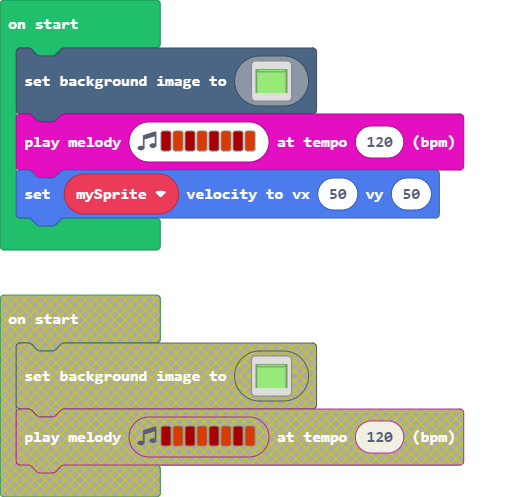 on start
set background image to
play melody at tempo 120 (bpm)
set mySprite velocity to vx 50 vy 50
on start
set background image to
play melody at tempo 120 (bpm)